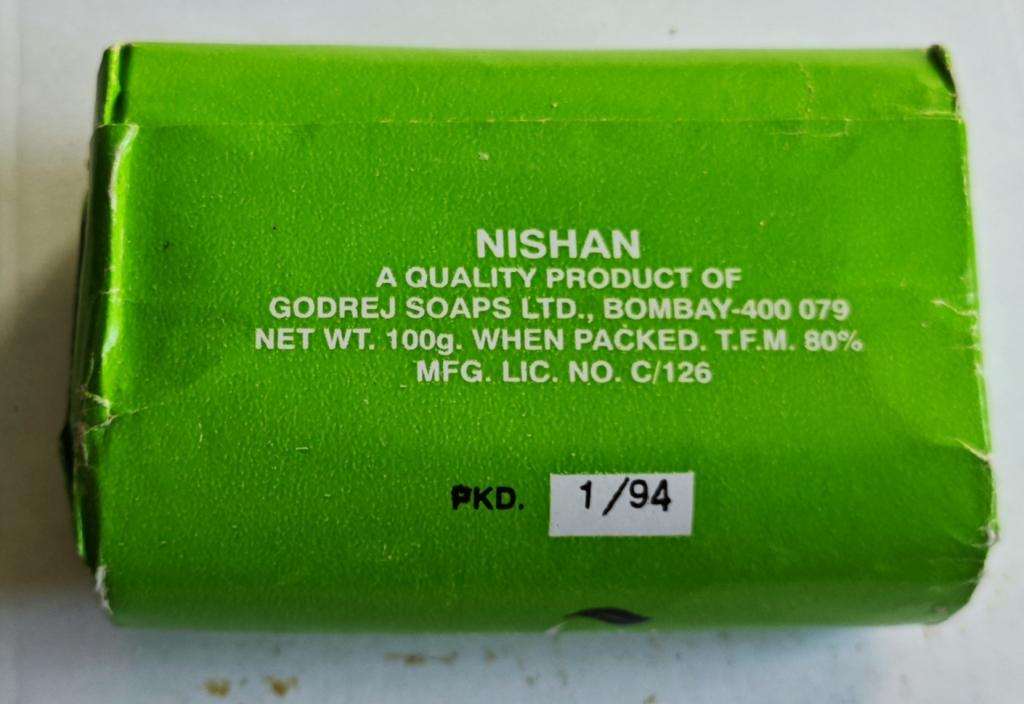 NISHAN
A QUALITY PRODUCT OF
GODREJ SOAPS LTD., BOMBAY-400 079
NET WT. 100g. WHEN PACKED. T.F.M. 80%
MFG. LIC. NO. C/126
PKD. 1/94